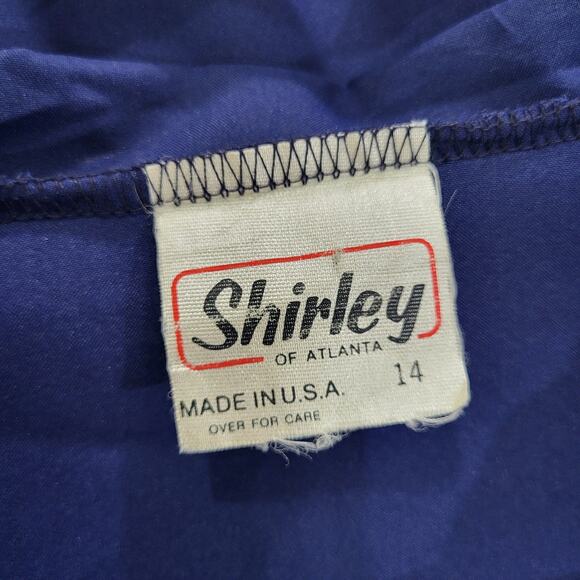 Shirley
OF ATLANTA
MADE IN U.S.A. 14
OVER FOR CARE